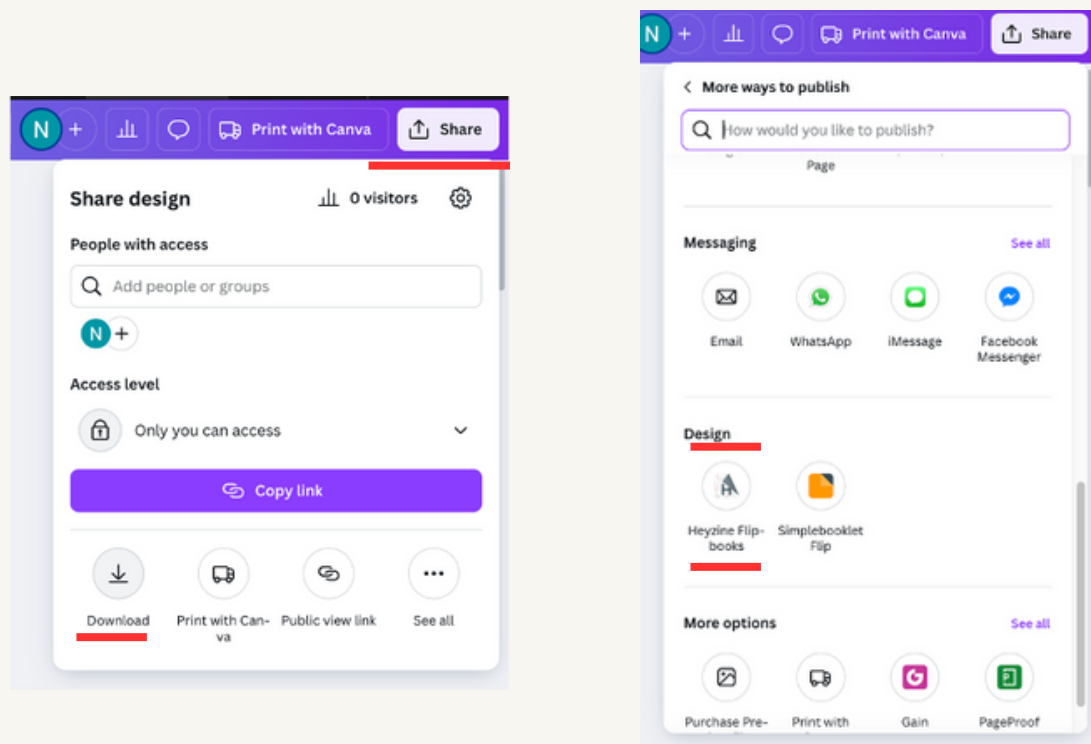 N + Print with Canva Share
Share design 0 visitors
People with access
Add people or groups
N +
Access level
Only you can access
Copy link
Download Print with Can- Public view link See all
va
N + Print with Canva Share
More ways to publish
How would you like to publish?
Page
Messaging See all
Email WhatsApp iMessage Facebook
Messenger
Design
Heyzine Flip- Simplebooklet
books Flip
More options See all
Purchase Pre- Print with Gain PageProof